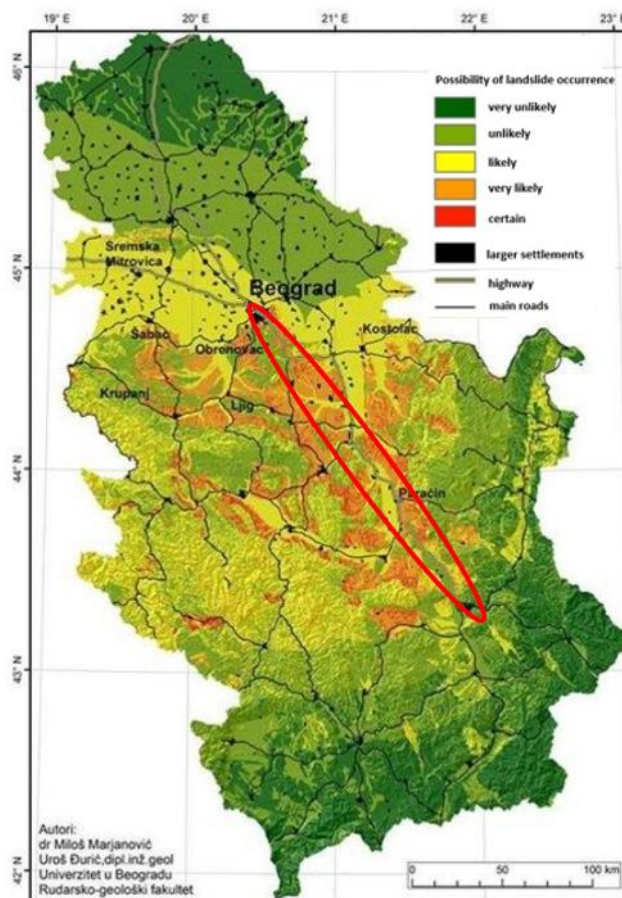 19° E 20° E 21° E 22° E 23° E
46° N
45° N
44° N
43° N
42° N
Possibility of landslide occurrence
very unlikely
unlikely
likely
very likely
certain
larger settlements
highway
main roads
Sremska
Mitrovica
Beograd
Šabac
Kostolac
Obrenovac
Krupanj
Ljig
Paraćin
Autori:
dr Miloš Marjanović
Uroš Đurić,dipl.inž.geol
Univerzitet u Beogradu
Rudarsko-geološki fakultet
0 50 100 km